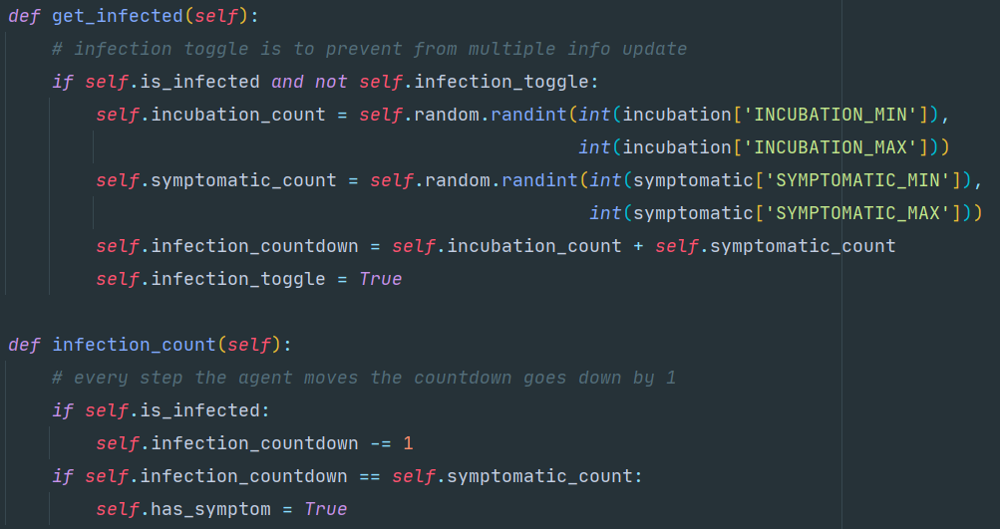 def get_infected(self):
    # infection toggle is to prevent from multiple info update
    if self.is_infected and not self.infection_toggle:
        self.incubation_count = self.random.randint(int(incubation['INCUBATION_MIN']),
                                                    int(incubation['INCUBATION_MAX']))
        self.symptomatic_count = self.random.randint(int(symptomatic['SYMPTOMATIC_MIN']),
                                                     int(symptomatic['SYMPTOMATIC_MAX']))
        self.infection_countdown = self.incubation_count + self.symptomatic_count
        self.infection_toggle = True

def infection_count(self):
    # every step the agent moves the countdown goes down by 1
    if self.is_infected:
        self.infection_countdown -= 1
    if self.infection_countdown == self.symptomatic_count:
        self.has_symptom = True